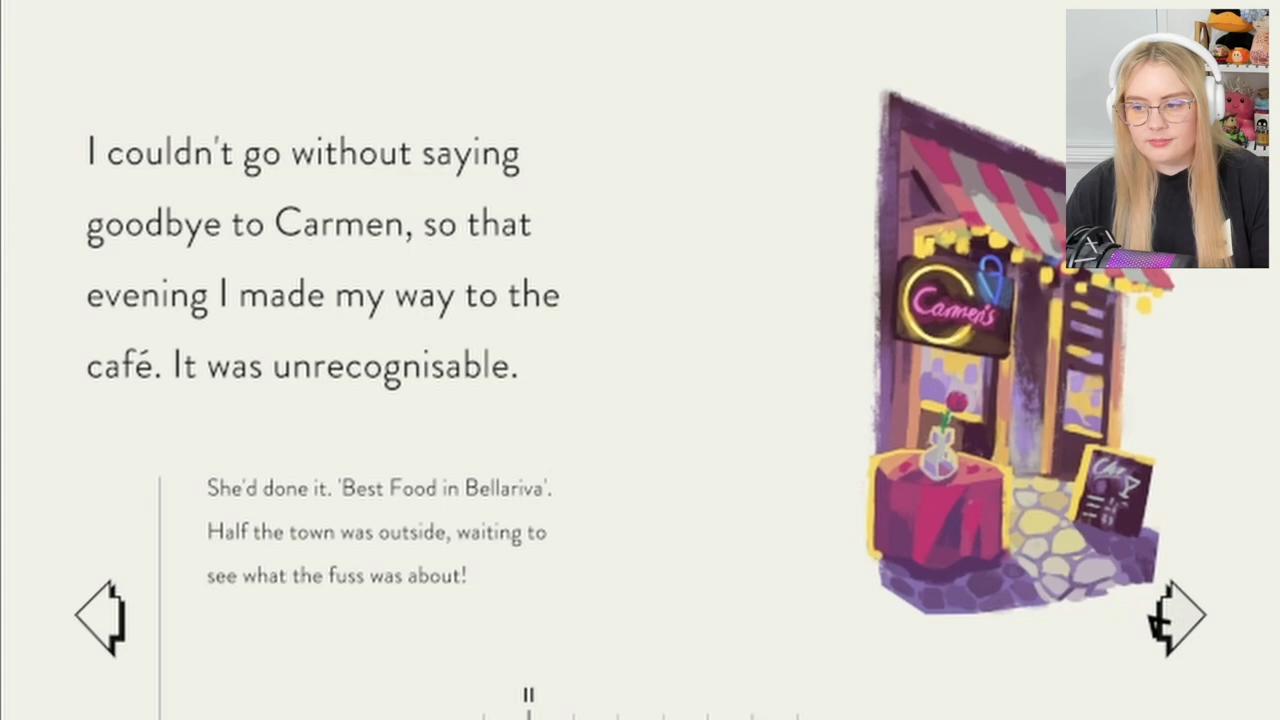 I couldn't go without saying
goodbye to Carmen, so that
evening I made my way to the
café. It was unrecognisable.
She'd done it. 'Best Food in Bellariva'.
Half the town was outside, waiting to
see what the fuss was about!
Carmen's
II